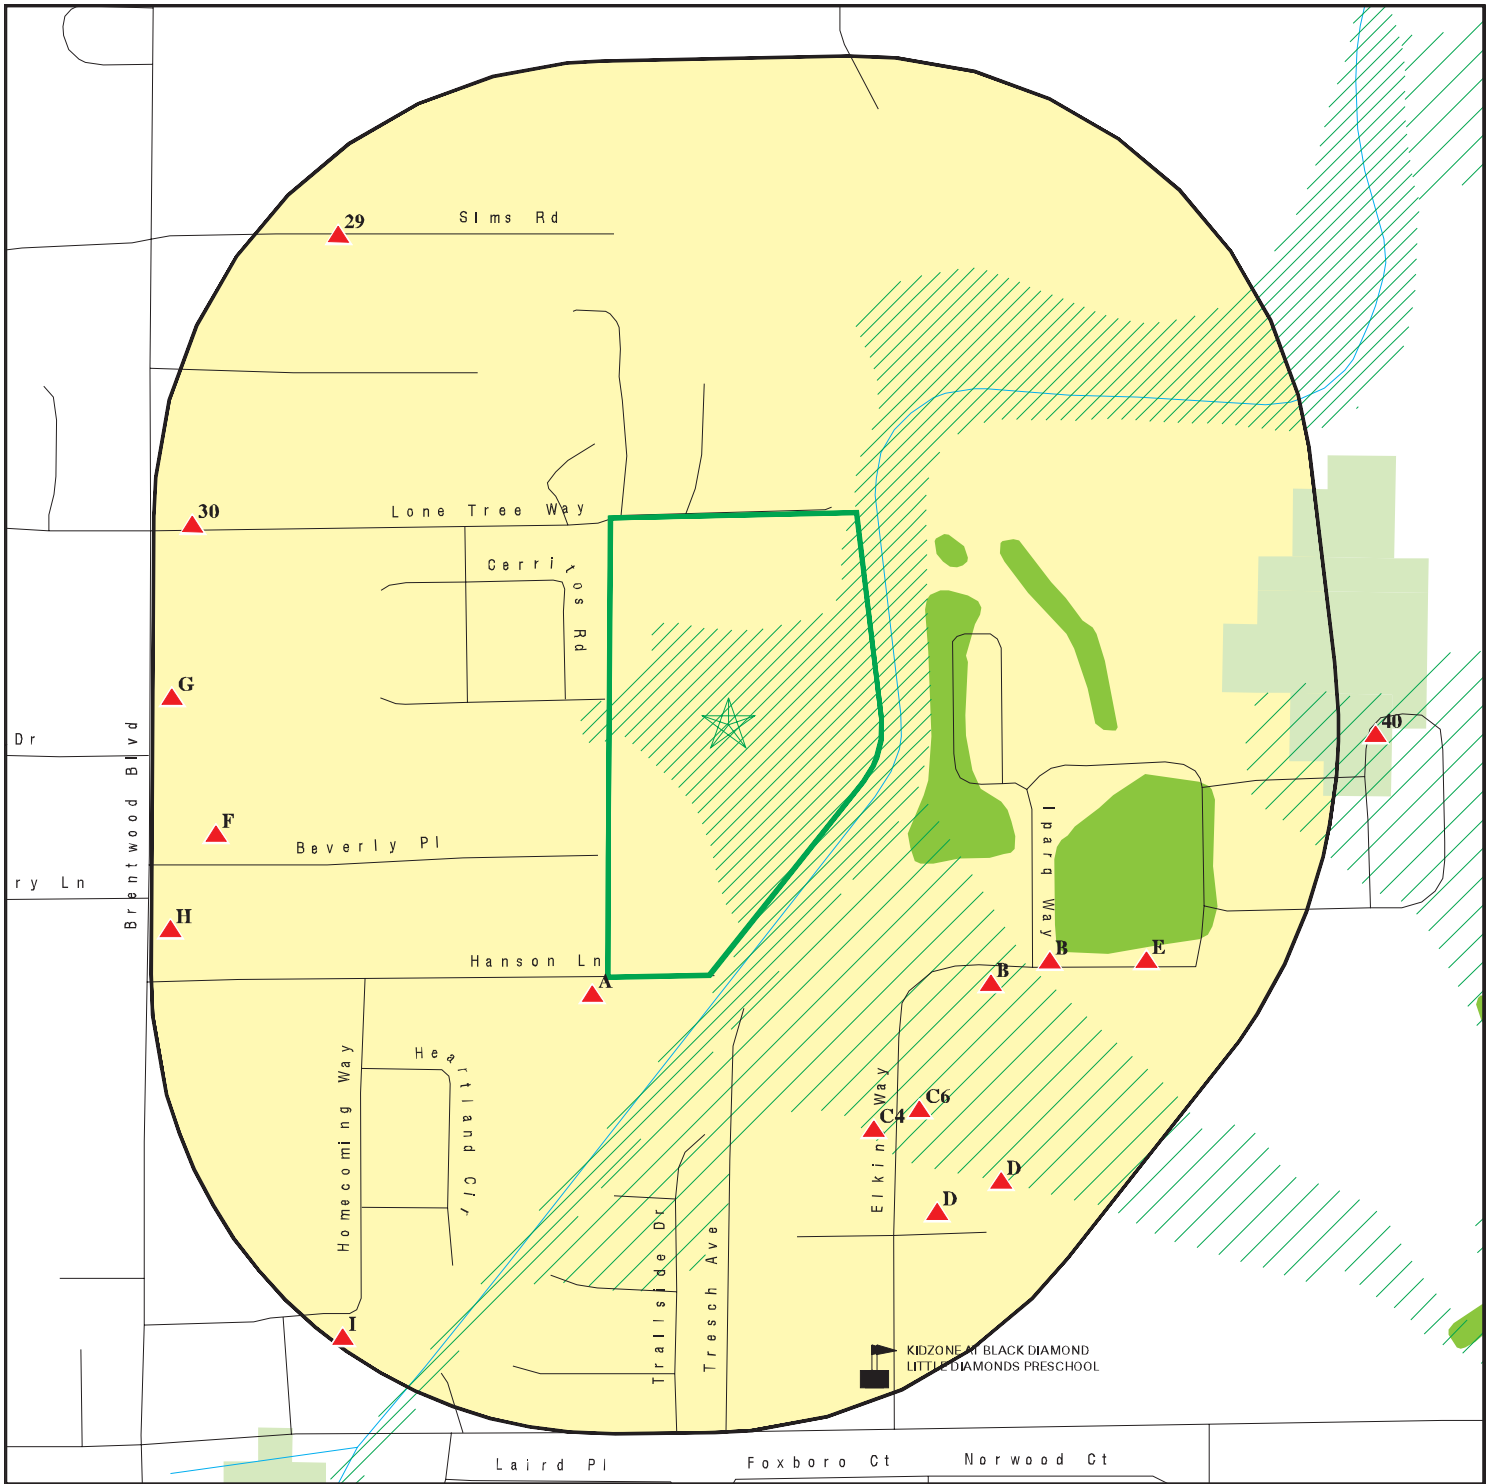 29
SIms Rd
30
Lone Tree Way
Cerritos Rd
G
40
Dr
Brentwood Blvd
F
Beverly Pl
Iparq Way
ry Ln
H
Hanson Ln
A
B
B
E
Homecoming Way
Heartland Cir
Elkin Way
C6
C4
D
D
TraIlside Dr
Tresch Ave
I
KIDZONE AT BLACK DIAMOND
LITTLE DIAMONDS PRESCHOOL
Laird Pl
Foxboro Ct
Norwood Ct